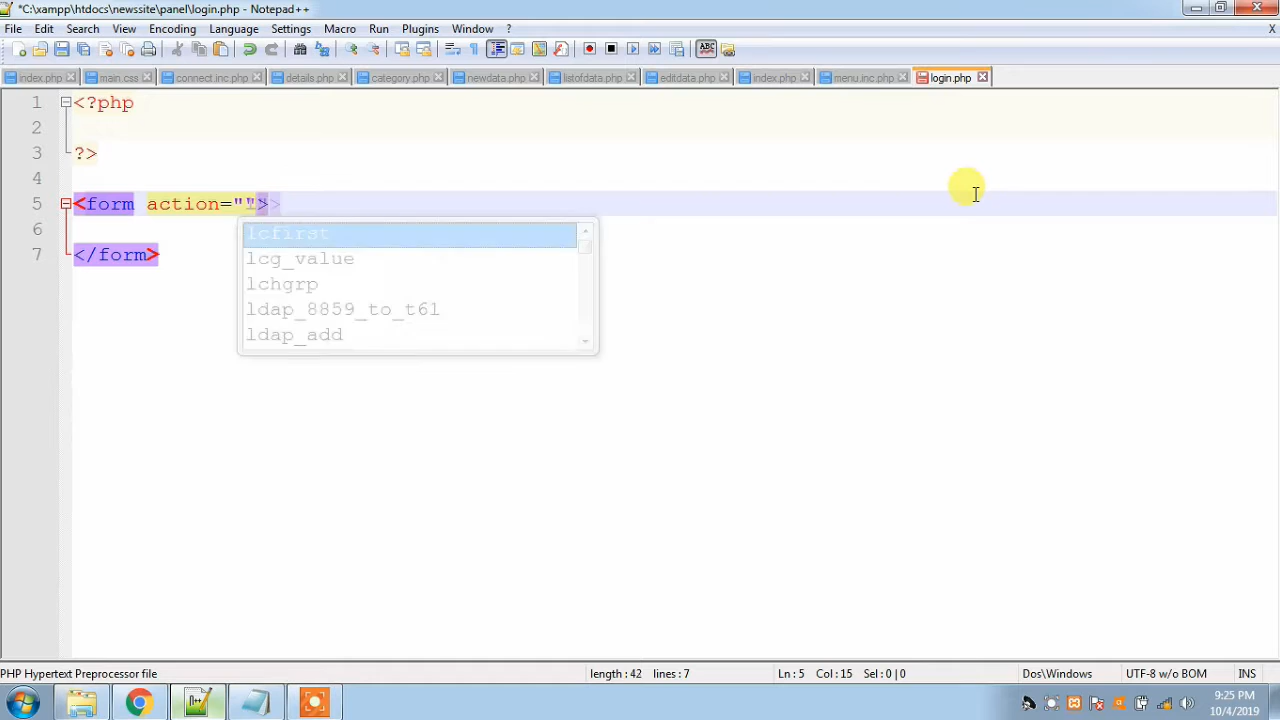 *C:\xampp\htdocs\newssite\panel\login.php - Notepad++
File Edit Search View Encoding Language Settings Macro Run Plugins Window ? X
index.php main.css connect.inc.php details.php category.php newdata.php listofdata.php editdata.php index.php menu.inc.php login.php
1 <?php
2
3 ?>
4
5 <form action="">
lcfirst
lcg_value
lchgrp
ldap_8859_to_t61
ldap_add
6
7 </form>
PHP Hypertext Preprocessor file length : 42 lines : 7 Ln : 5 Col : 15 Sel : 0 | 0 Dos\Windows UTF-8 w/o BOM INS
9:25 PM
10/4/2019